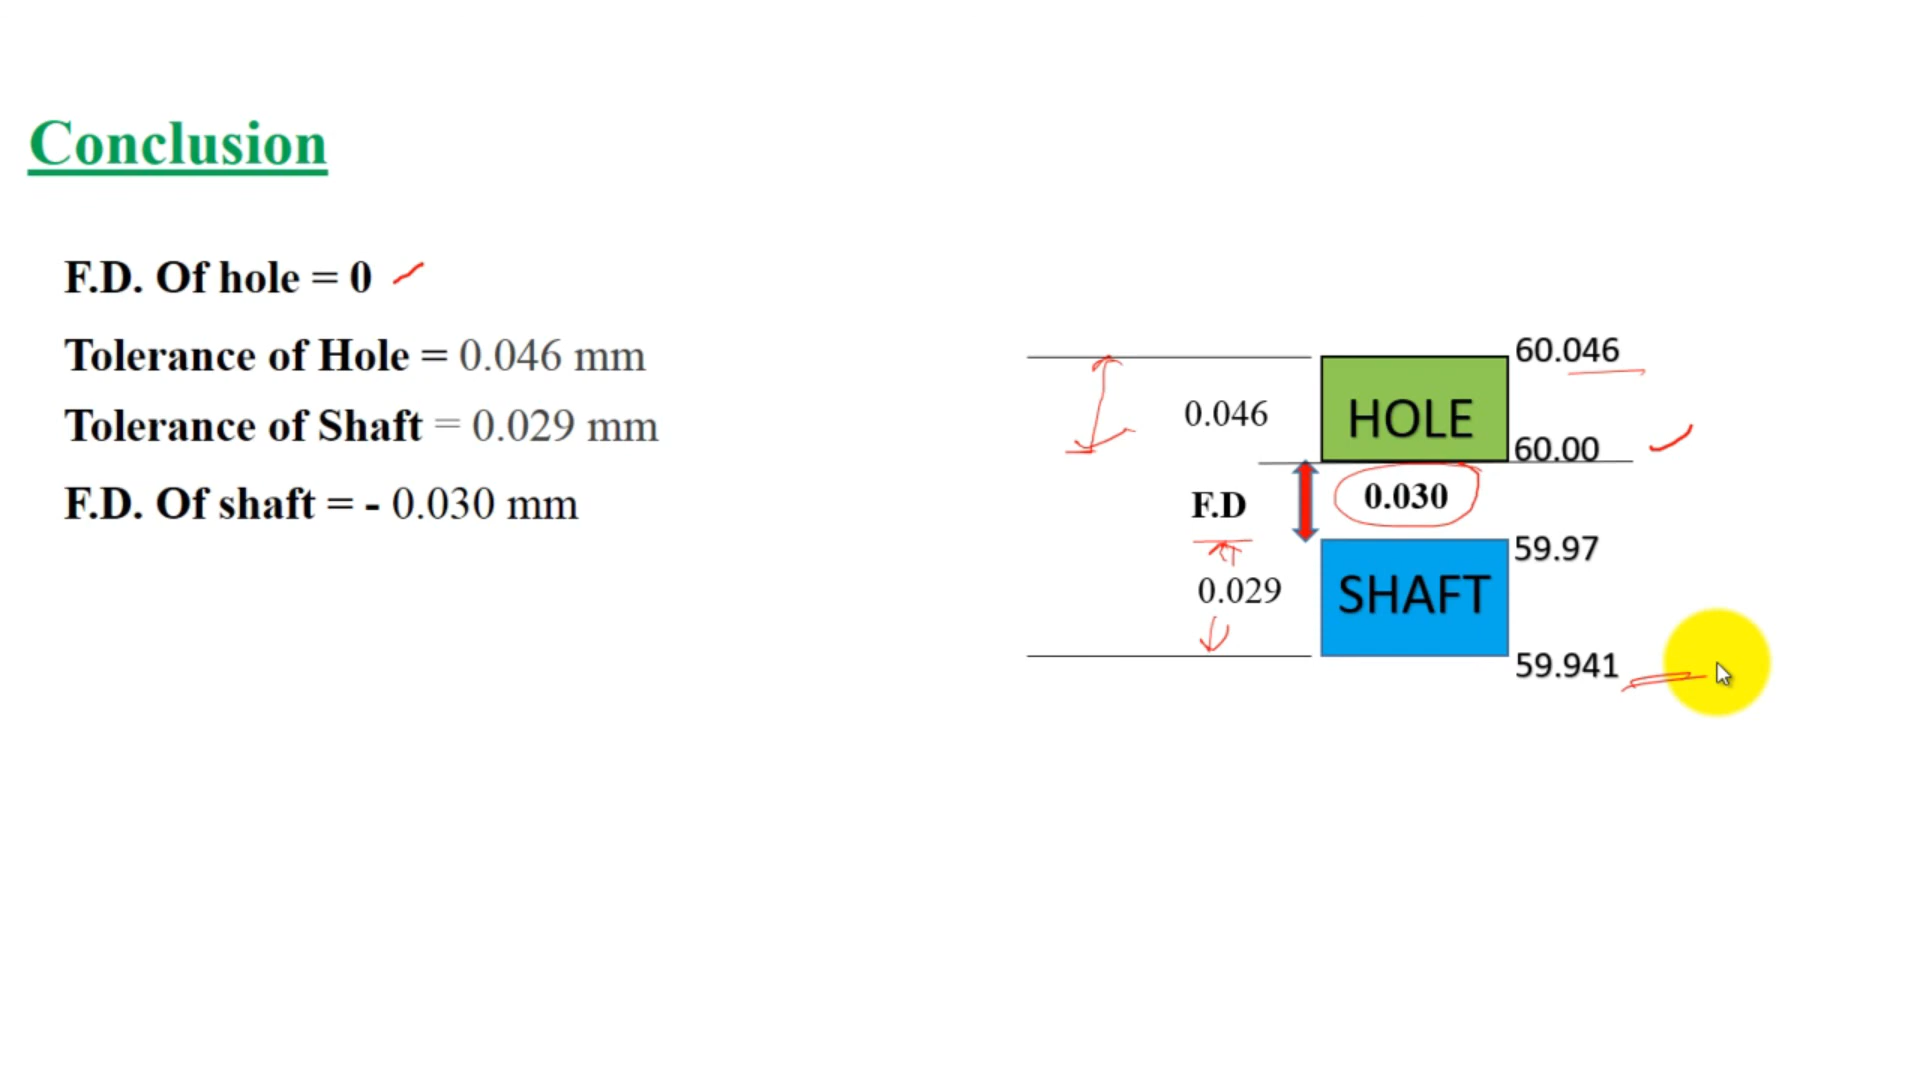 Conclusion
F.D. Of hole = 0
Tolerance of Hole = 0.046 mm
Tolerance of Shaft = 0.029 mm
F.D. Of shaft = - 0.030 mm
60.046
0.046
HOLE
60.00
F.D
0.030
59.97
0.029
SHAFT
59.941